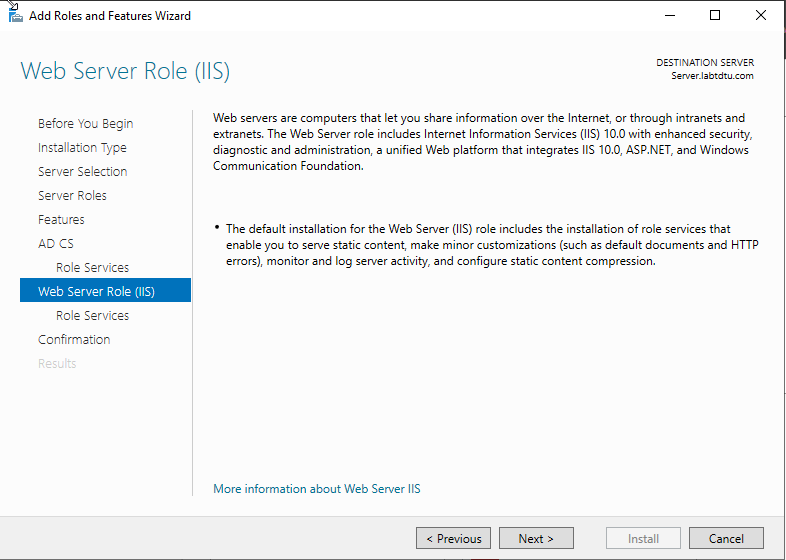 Add Roles and Features Wizard
Web Server Role (IIS)
DESTINATION SERVER
Server.labtdtu.com
Before You Begin
Installation Type
Server Selection
Server Roles
Features
AD CS
Role Services
Web Server Role (IIS)
Role Services
Confirmation
Results
Web servers are computers that let you share information over the Internet, or through intranets and
extranets. The Web Server role includes Internet Information Services (IIS) 10.0 with enhanced security,
diagnostic and administration, a unified Web platform that integrates IIS 10.0, ASP.NET, and Windows
Communication Foundation.
• The default installation for the Web Server (IIS) role includes the installation of role services that
enable you to serve static content, make minor customizations (such as default documents and HTTP
errors), monitor and log server activity, and configure static content compression.
More information about Web Server IIS
< Previous
Next >
Install
Cancel